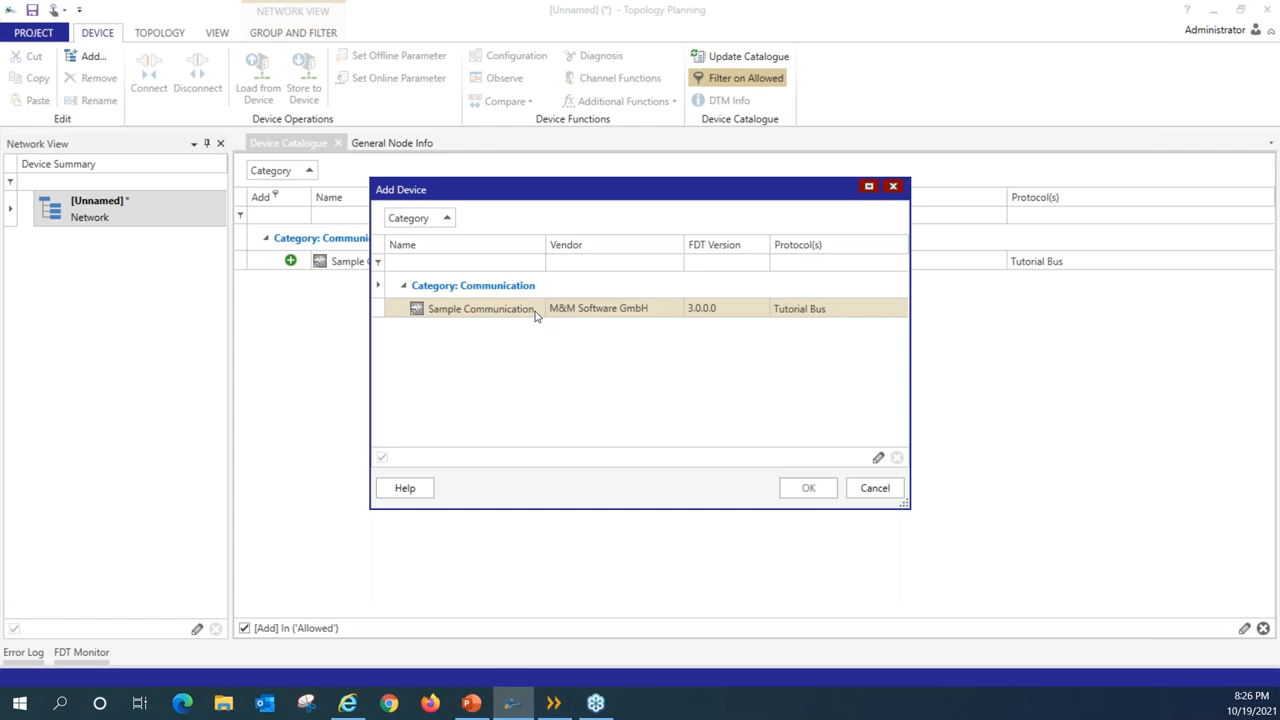 NETWORK VIEW
[Unnamed] (*) - Topology Planning
PROJECT
DEVICE
TOPOLOGY
VIEW
GROUP AND FILTER
Administrator
Cut
Copy
Paste
Add...
Remove
Rename
Edit
Connect
Disconnect
Load from
Device
Store to
Device
Set Offline Parameter
Set Online Parameter
Device Operations
Configuration
Observe
Compare
Diagnosis
Channel Functions
Additional Functions
Device Functions
Update Catalogue
Filter on Allowed
DTM Info
Device Catalogue
Network View
Device Summary
[Unnamed] *
Network
Device Catalogue
General Node Info
Category
Add
Name
Protocol(s)
Category: Communi
Sample C
Tutorial Bus
Add Device
Category
Name
Vendor
FDT Version
Protocol(s)
Category: Communication
Sample Communication
M&M Software GmbH
3.0.0.0
Tutorial Bus
Help
OK
Cancel
[Add] In ('Allowed')
Error Log
FDT Monitor
8:26 PM
10/19/2021